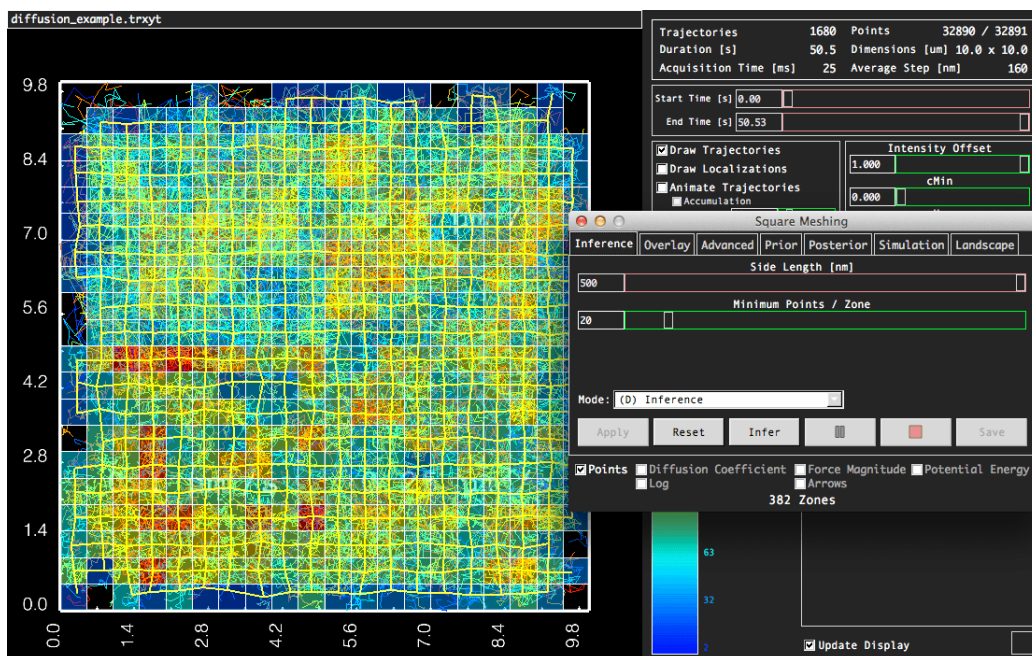 diffusion_example.trxyt
Trajectories 1680 Points 32890 / 32891
Duration [s] 50.5 Dimensions [um] 10.0 x 10.0
Acquisition Time [ms] 25 Average Step [nm] 160
Start Time [s] 0.00
End Time [s] 50.53
Draw Trajectories
Draw Localizations
Animate Trajectories
Accumulation
Intensity Offset
1.000
cMin
0.000
Square Meshing
Inference Overlay Advanced Prior Posterior Simulation Landscape
Side Length [nm]
500
Minimum Points / Zone
20
Mode: (D) Inference
Apply Reset Infer Save
Points Diffusion Coefficient Force Magnitude Potential Energy
Log Arrows
382 Zones
63
32
2
Update Display
9.8
8.4
7.0
5.6
4.2
2.8
1.4
0.0
0.0 1.4 2.8 4.2 5.6 7.0 8.4 9.8